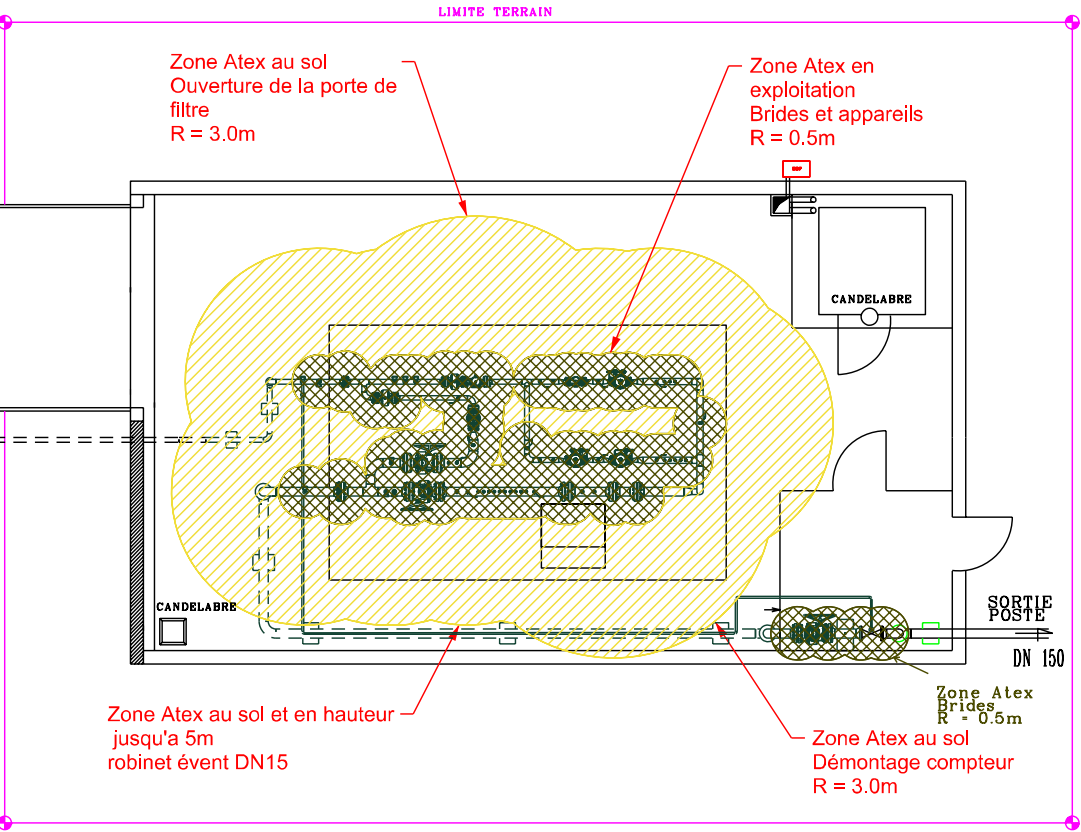 LIMITE TERRAIN
Zone Atex au sol
Ouverture de la porte de
filtre
R = 3.0m
Zone Atex en
exploitation
Brides et appareils
R = 0.5m
CANDELABRE
CANDELABRE
SORTIE
POSTE
DN 150
Zone Atex
Brides
R = 0.5m
Zone Atex au sol et en hauteur
jusqu'a 5m
robinet évent DN15
Zone Atex au sol
Démontage compteur
R = 3.0m